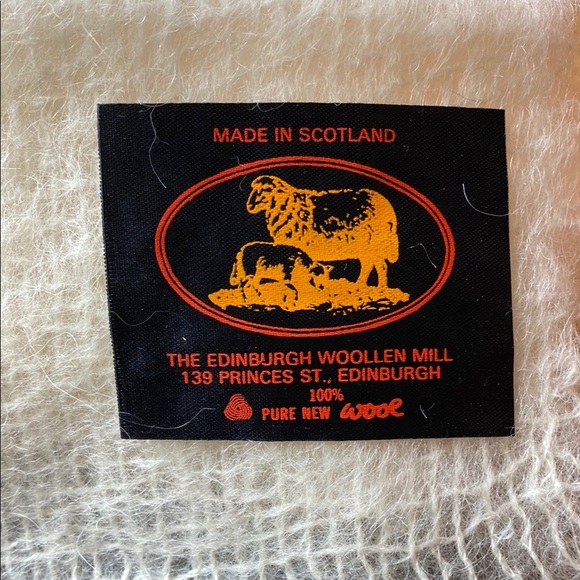 MADE IN SCOTLAND
THE EDINBURGH WOOLLEN MILL
139 PRINCES ST., EDINBURGH
100%
PURE NEW wool